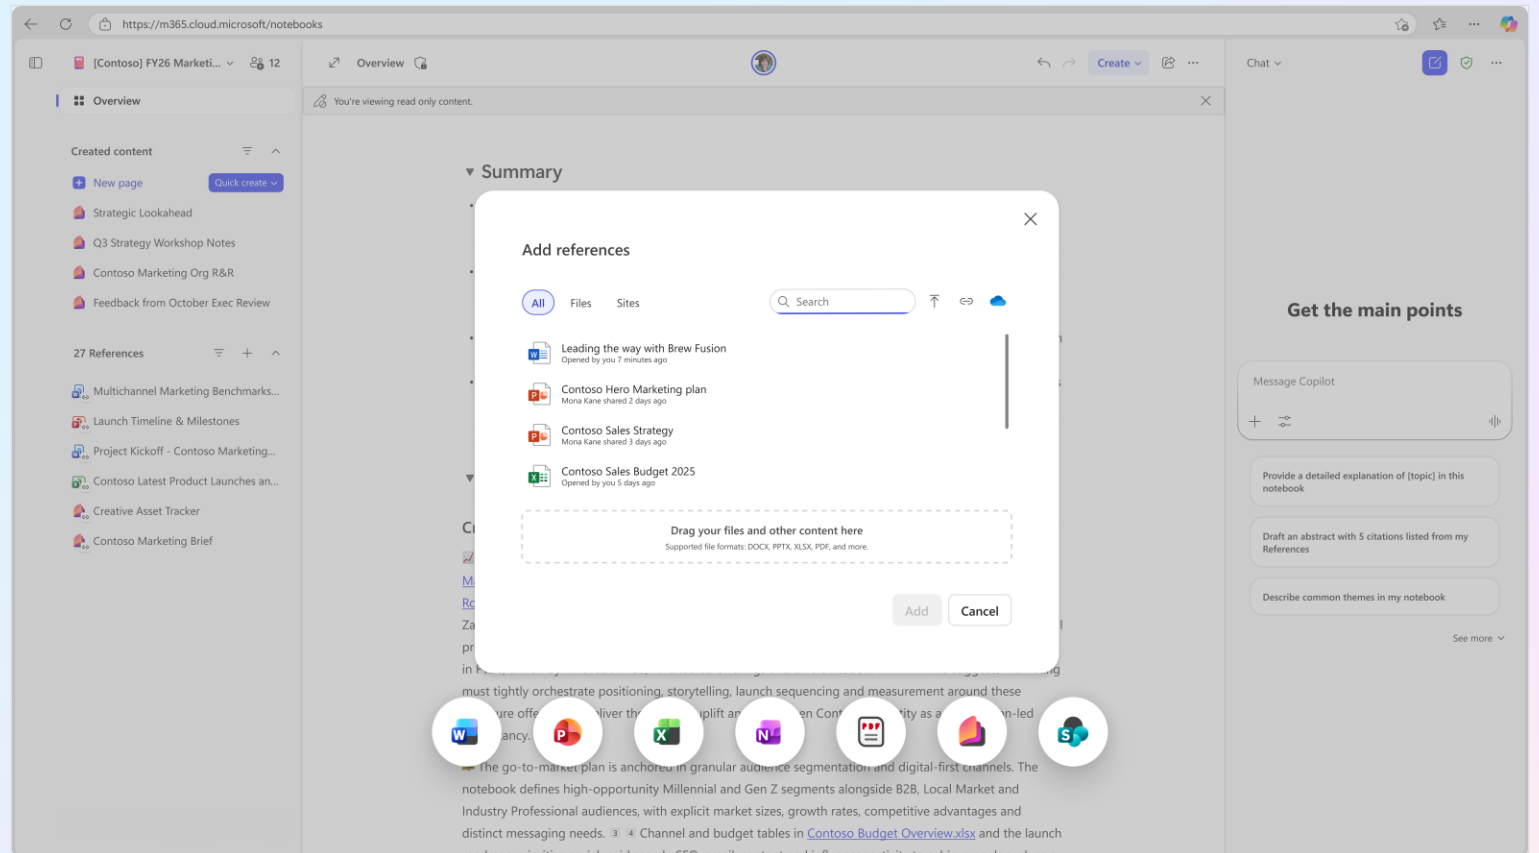 https://m365.cloud.microsoft/notebooks
[Contoso] FY26 Marketi...
12
Overview
Created content
New page
Quick create
Strategic Lookahead
Q3 Strategy Workshop Notes
Contoso Marketing Org R&R
Feedback from October Exec Review
27 References
Multichannel Marketing Benchmarks...
Launch Timeline & Milestones
Project Kickoff - Contoso Marketing...
Contoso Latest Product Launches an...
Creative Asset Tracker
Contoso Marketing Brief
Overview
Create
You're viewing read only content.
Summary
Add references
All
Files
Sites
Search
Leading the way with Brew Fusion
Opened by you 7 minutes ago
Contoso Hero Marketing plan
Mona Kane shared 2 days ago
Contoso Sales Strategy
Mona Kane shared 3 days ago
Contoso Sales Budget 2025
Opened by you 5 days ago
Drag your files and other content here
Supported file formats: DOCX, PPTX, XLSX, PDF, and more.
Add
Cancel
must tightly orchestrate positioning, storytelling, launch sequencing and measurement around these
W
P
X
N
PDF
S
The go-to-market plan is anchored in granular audience segmentation and digital-first channels. The
notebook defines high-opportunity Millennial and Gen Z segments alongside B2B, Local Market and
Industry Professional audiences, with explicit market sizes, growth rates, competitive advantages and
distinct messaging needs. 3 4 Channel and budget tables in Contoso Budget Overview.xlsx and the launch
Chat
Get the main points
Message Copilot
Provide a detailed explanation of [topic] in this
notebook
Draft an abstract with 5 citations listed from my
References
Describe common themes in my notebook
See more